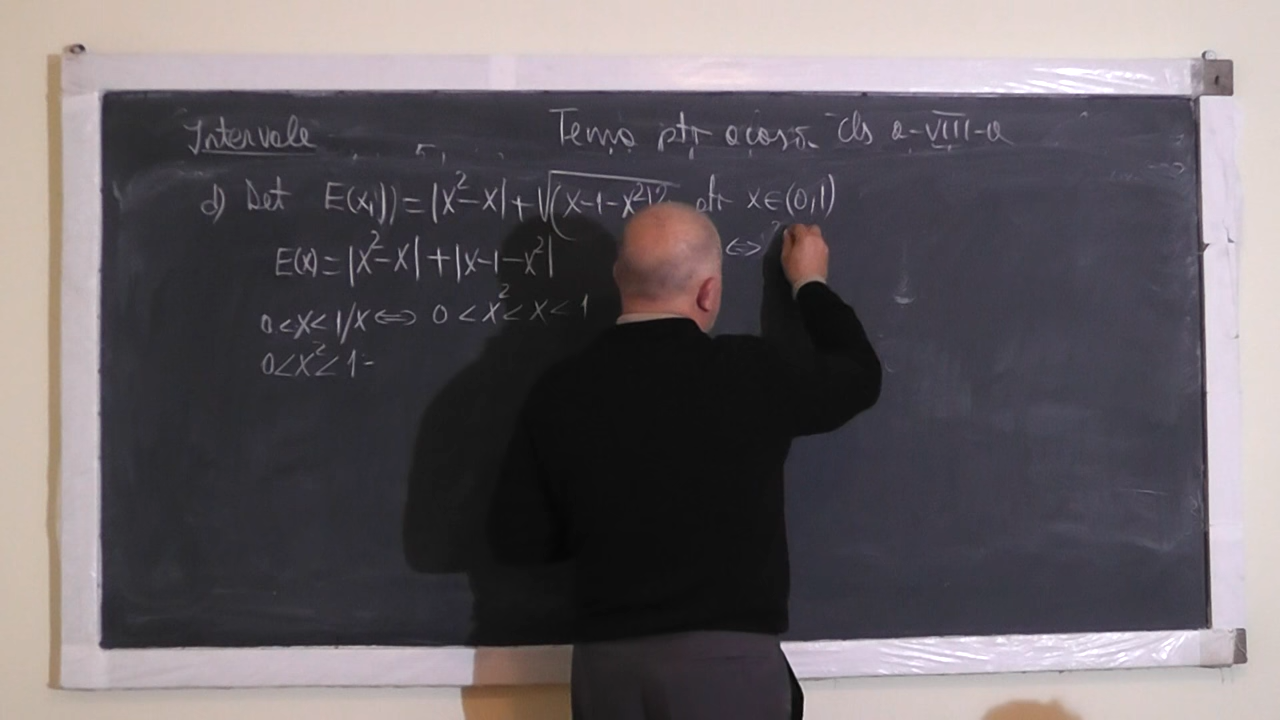 Intervale Tema ptr acasă cls a-VIII-a
d) Det E(x)=|x²-x|+√(x-1-x²)² ptr x∈(0,1)
E(x)=|x²-x|+|x-1-x²| ⇔
0<x<1/x⇔ 0<x²<x<1
0<x²<1